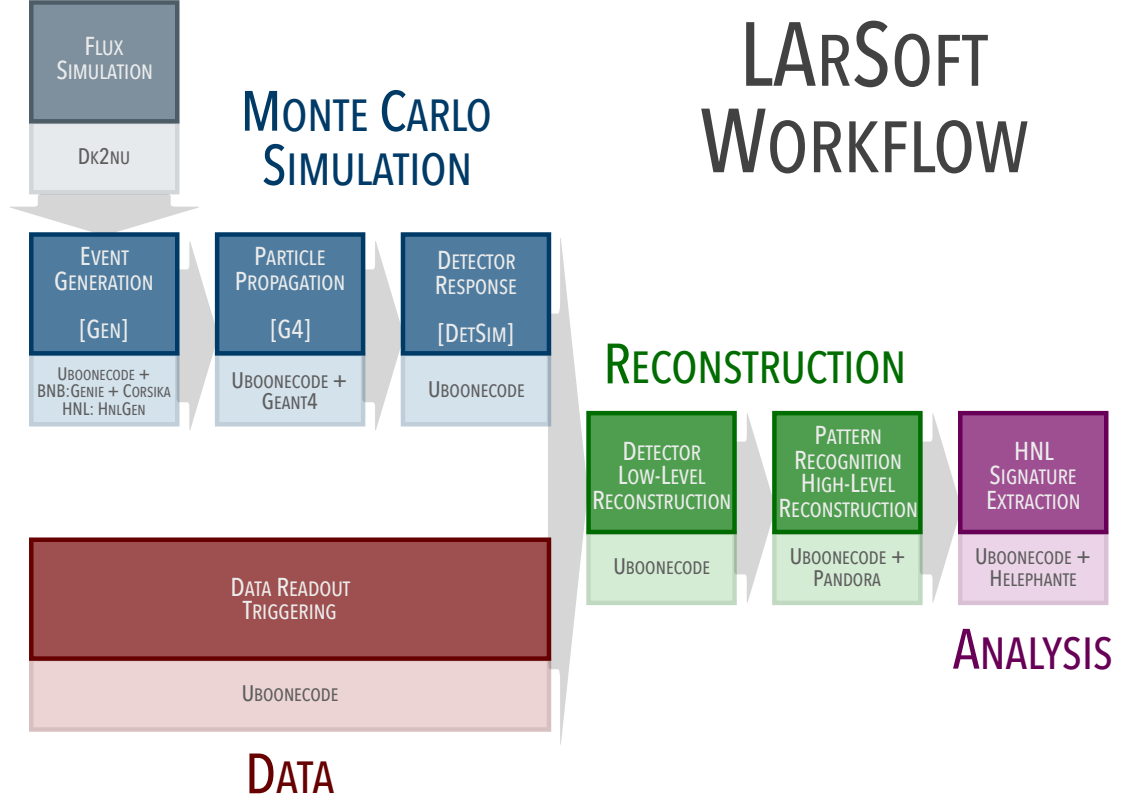 LArSoft
Workflow
Flux
Simulation
Dk2nu
Monte Carlo
Simulation
Event
Generation
[Gen]
Uboonecode +
BNB:Genie + Corsika
HNL: HnlGen
Particle
Propagation
[G4]
Uboonecode +
Geant4
Detector
Response
[DetSim]
Uboonecode
Reconstruction
Detector
Low-Level
Reconstruction
Uboonecode
Pattern
Recognition
High-Level
Reconstruction
Uboonecode +
Pandora
HNL
Signature
Extraction
Uboonecode +
Helephante
Analysis
Data Readout
Triggering
Uboonecode
Data